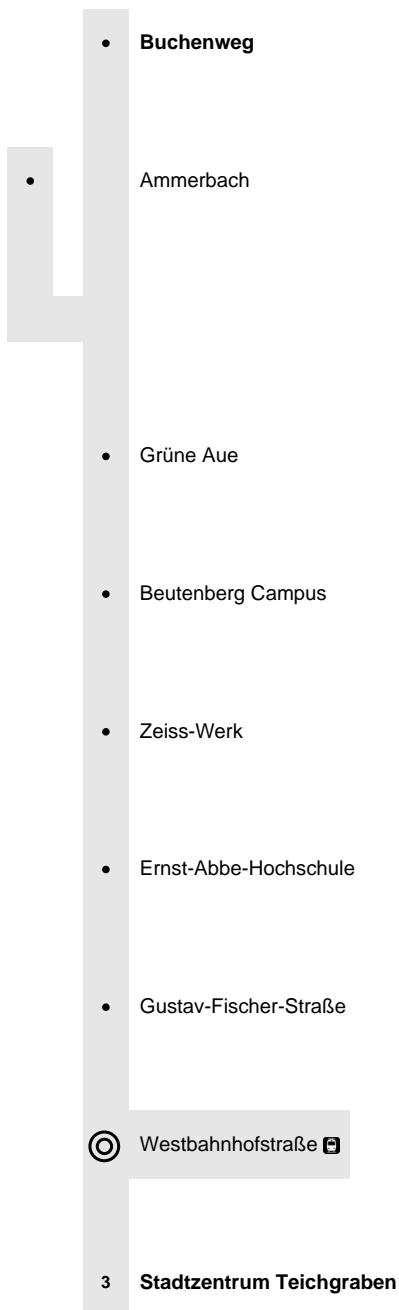 Buchenweg
Ammerbach
Grüne Aue
Beutenberg Campus
Zeiss-Werk
Ernst-Abbe-Hochschule
Gustav-Fischer-Straße
Westbahnhofstraße
3 Stadtzentrum Teichgraben